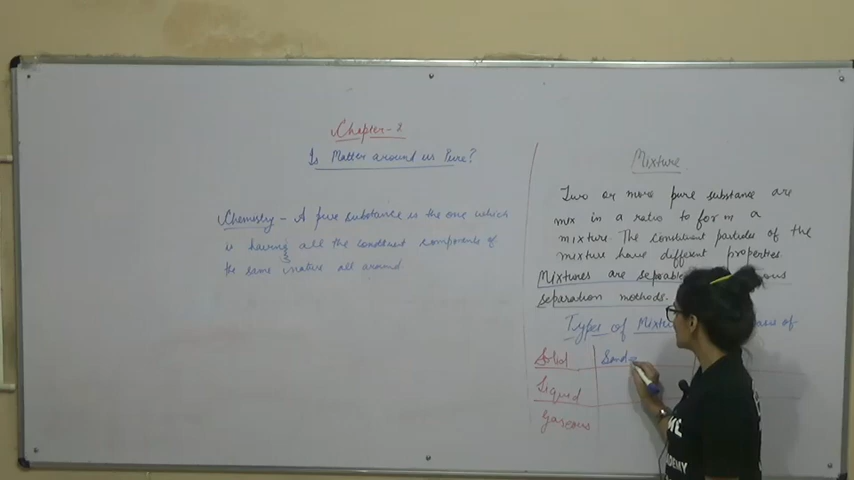 Chapter-2
Is Matter around us Pure?
Chemistry - A pure substance is the one which
is having all the constituent components of
the same nature all around
Mixture
Two or more pure substance are
mix in a ratio to form a
mixture. The constituent particles of the
mixture have different properties.
Mixtures are
separation methods.
Types of
Solid
Liquid
Gaseous